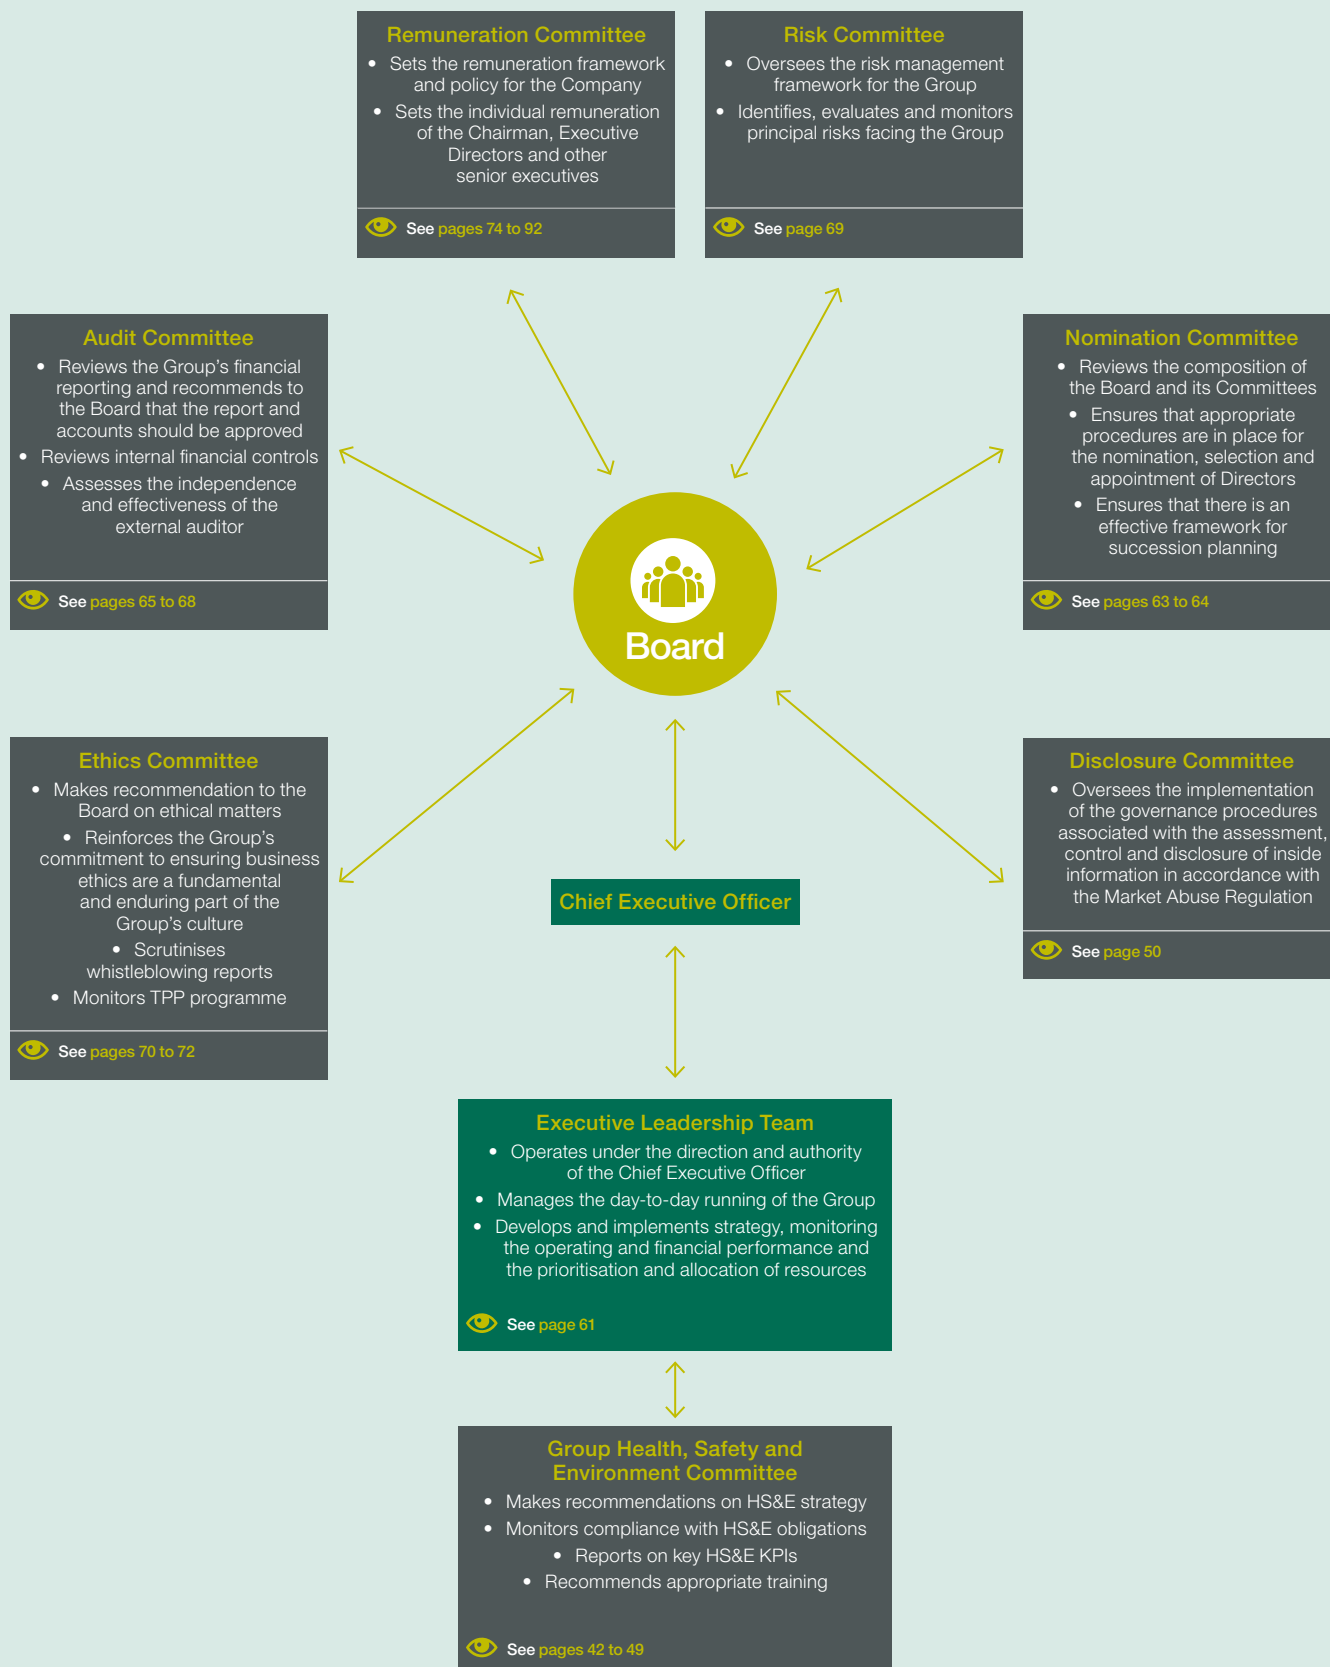 Remuneration Committee
• Sets the remuneration framework
and policy for the Company
• Sets the individual remuneration
of the Chairman, Executive
Directors and other
senior executives
See pages 74 to 92
Risk Committee
• Oversees the risk management
framework for the Group
• Identifies, evaluates and monitors
principal risks facing the Group
See page 69
Audit Committee
• Reviews the Group's financial
reporting and recommends to
the Board that the report and
accounts should be approved
• Reviews internal financial controls
• Assesses the independence
and effectiveness of the
external auditor
See pages 65 to 68
Nomination Committee
• Reviews the composition of
the Board and its Committees
• Ensures that appropriate
procedures are in place for
the nomination, selection and
appointment of Directors
• Ensures that there is an
effective framework for
succession planning
See pages 63 to 64
Board
Ethics Committee
• Makes recommendation to the
Board on ethical matters
• Reinforces the Group's
commitment to ensuring business
ethics are a fundamental
and enduring part of the
Group's culture
• Scrutinises
whistleblowing reports
• Monitors TPP programme
See pages 70 to 72
Disclosure Committee
• Oversees the implementation
of the governance procedures
associated with the assessment,
control and disclosure of inside
information in accordance with
the Market Abuse Regulation
See page 50
Chief Executive Officer
Executive Leadership Team
• Operates under the direction and authority
of the Chief Executive Officer
• Manages the day-to-day running of the Group
• Develops and implements strategy, monitoring
the operating and financial performance and
the prioritisation and allocation of resources
See page 61
Group Health, Safety and
Environment Committee
• Makes recommendations on HS&E strategy
• Monitors compliance with HS&E obligations
• Reports on key HS&E KPIs
• Recommends appropriate training
See pages 42 to 49